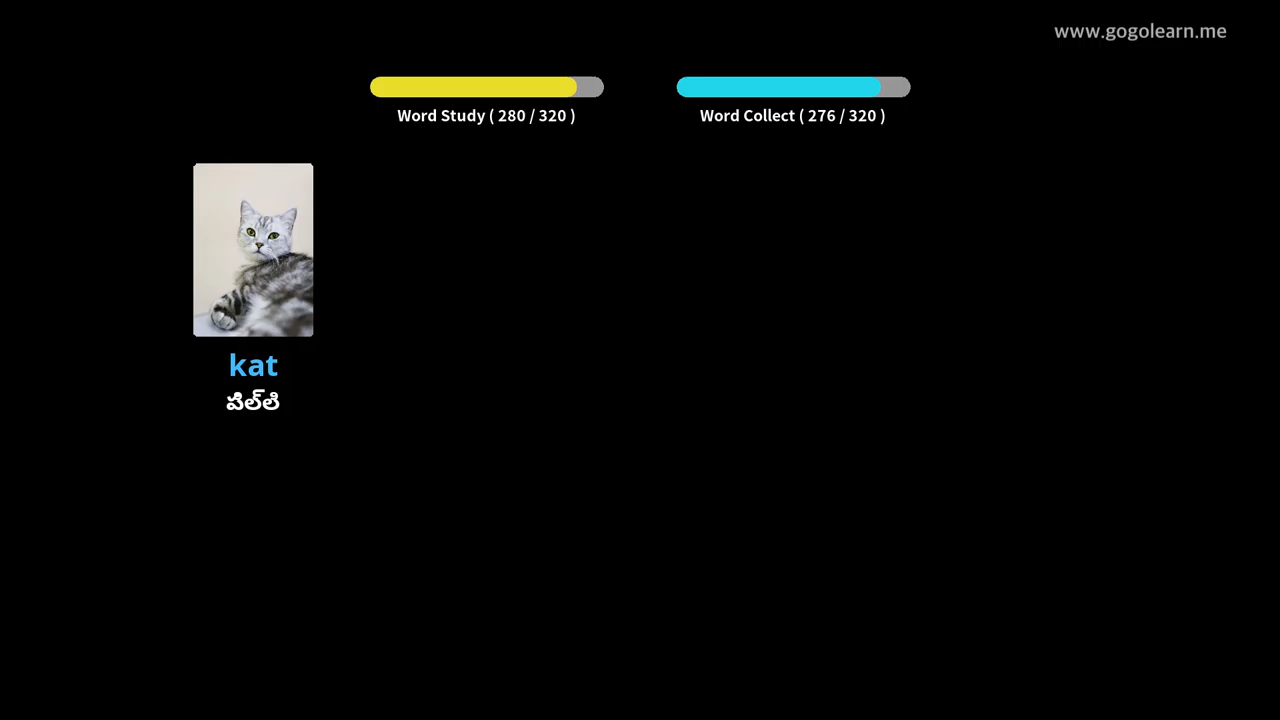 www.gogolearn.me
Word Study ( 280 / 320 )
Word Collect ( 276 / 320 )
kat
పిల్‌లి